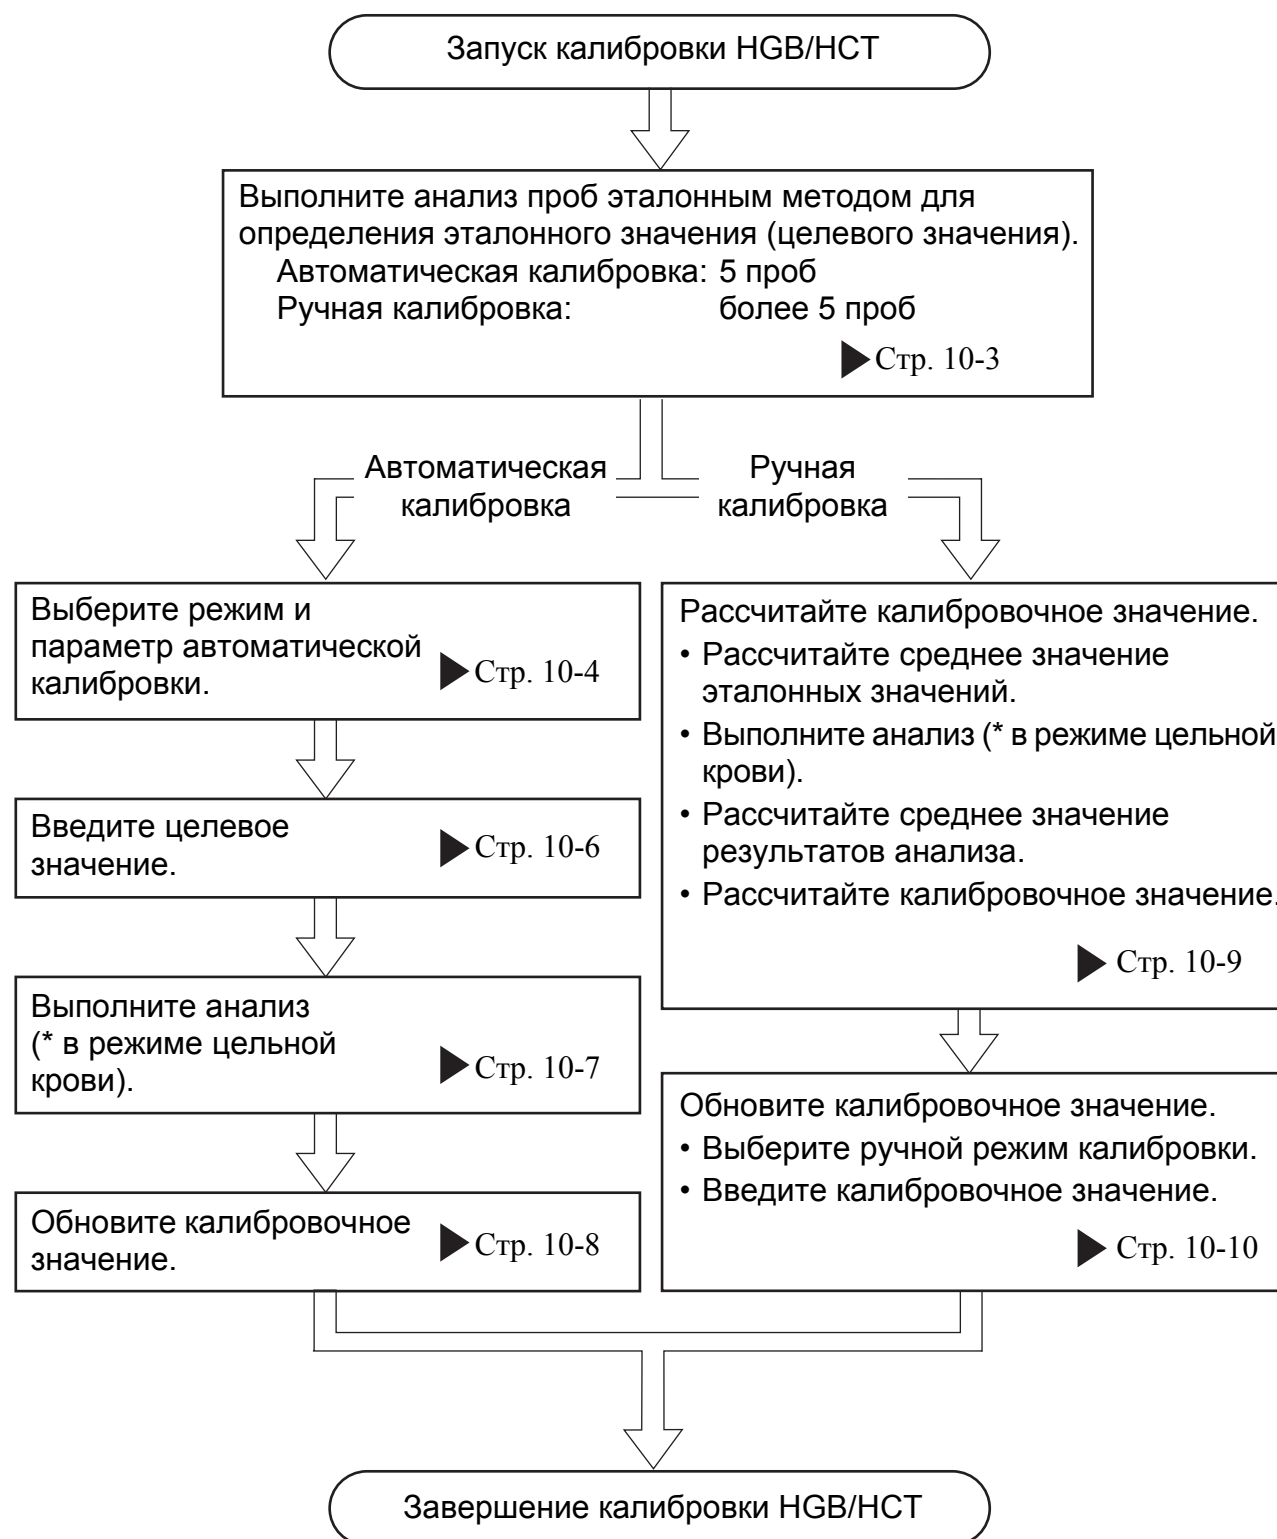 Запуск калибровки HGB/HCT
Выполните анализ проб эталонным методом для
определения эталонного значения (целевого значения).
Автоматическая калибровка: 5 проб
Ручная калибровка: более 5 проб
Стр. 10-3
Автоматическая
калибровка
Ручная
калибровка
Выберите режим и
параметр автоматической
калибровки.
Стр. 10-4
Введите целевое
значение.
Стр. 10-6
Выполните анализ
(* в режиме цельной
крови).
Стр. 10-7
Обновите калибровочное
значение.
Стр. 10-8
Рассчитайте калибровочное значение.
• Рассчитайте среднее значение
эталонных значений.
• Выполните анализ (* в режиме цельной
крови).
• Рассчитайте среднее значение
результатов анализа.
• Рассчитайте калибровочное значение.
Стр. 10-9
Обновите калибровочное значение.
• Выберите ручной режим калибровки.
• Введите калибровочное значение.
Стр. 10-10
Завершение калибровки HGB/HCT